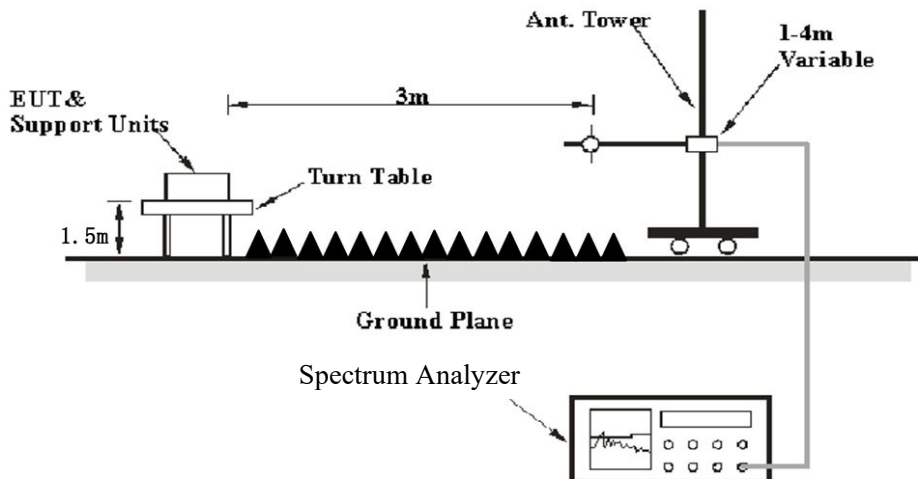 Ant. Tower
1-4m
Variable
3m
EUT&
Support Units
Turn Table
1.5m
Ground Plane
Spectrum Analyzer